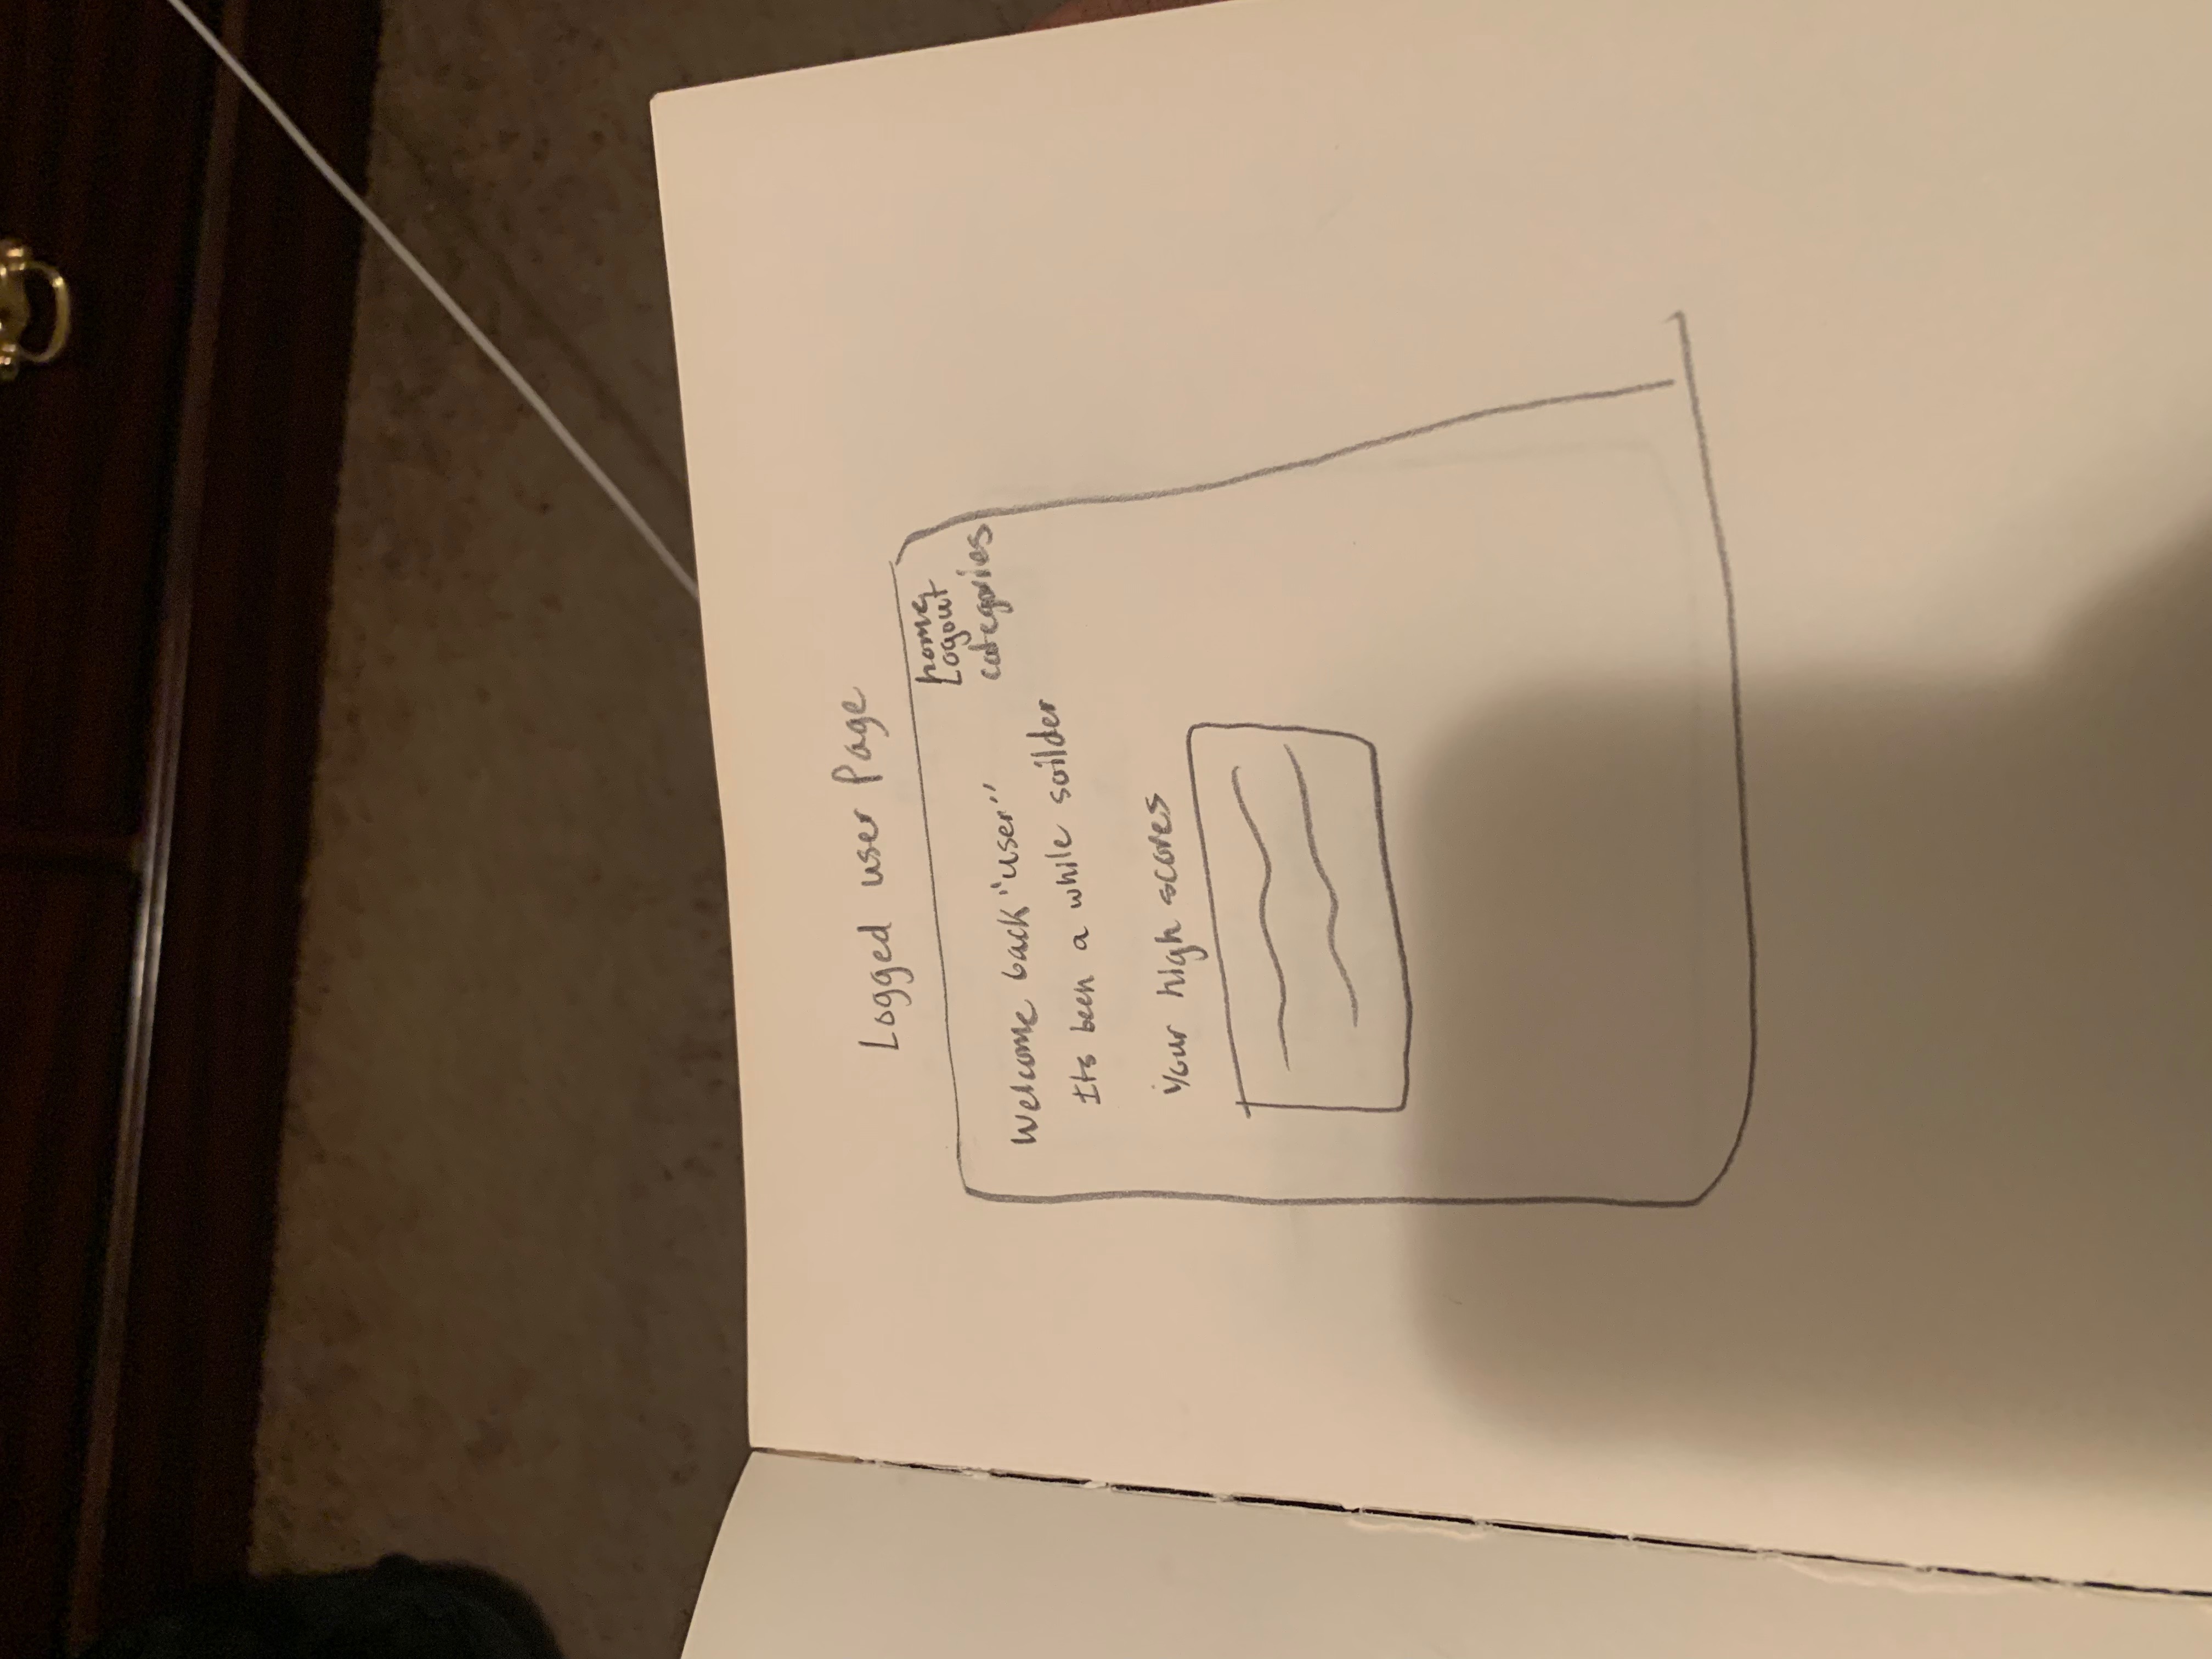 Logged user Page
home
Logout
categories
Welcome back "user"
Its been a while soilder
Your high scores